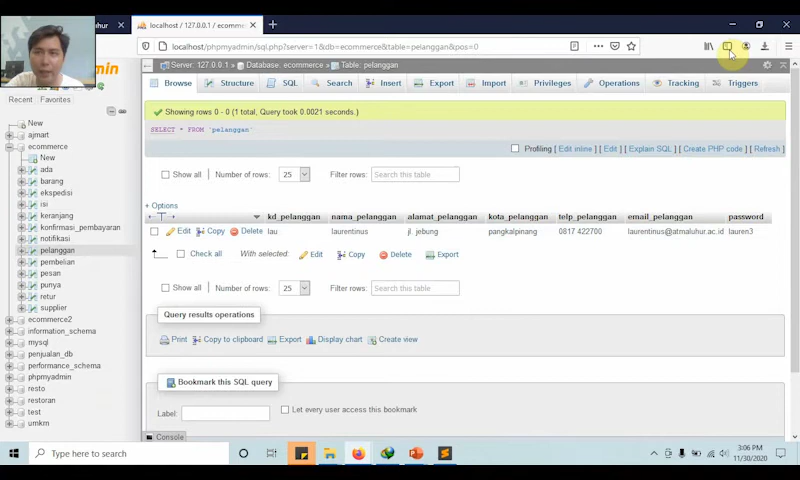 luhur
localhost / 127.0.0.1 / ecommerc
localhost/phpmyadmin/sql.php?server=1&db=ecommerce&table=pelanggan&pos=0
min
Server: 127.0.0.1 » Database: ecommerce » Table: pelanggan
Browse Structure SQL Search Insert Export Import Privileges Operations Tracking Triggers
Recent Favorites
Showing rows 0 - 0 (1 total, Query took 0.0021 seconds.)
SELECT * FROM `pelanggan`
Profiling [ Edit inline ] [ Edit ] [ Explain SQL ] [ Create PHP code ] [ Refresh ]
New
ajmart
ecommerce
New
ada
barang
ekspedisi
isi
keranjang
konfirmasi_pembayaran
notifikasi
pelanggan
pembelian
pesan
punya
retur
supplier
ecommerce2
information_schema
mysql
penjualan_db
performance_schema
phpmyadmin
resto
restoran
test
umkm
Show all Number of rows: 25 Filter rows: Search this table
+ Options
kd_pelanggan nama_pelanggan alamat_pelanggan kota_pelanggan telp_pelanggan email_pelanggan password
Edit Copy Delete lau laurentinus jl. jebung pangkalpinang 0817 422700 laurentinus@atmaluhur.ac.id lauren3
Check all With selected: Edit Copy Delete Export
Show all Number of rows: 25 Filter rows: Search this table
Query results operations
Print Copy to clipboard Export Display chart Create view
Bookmark this SQL query
Label: Let every user access this bookmark
Console
Type here to search
3:06 PM
11/30/2020